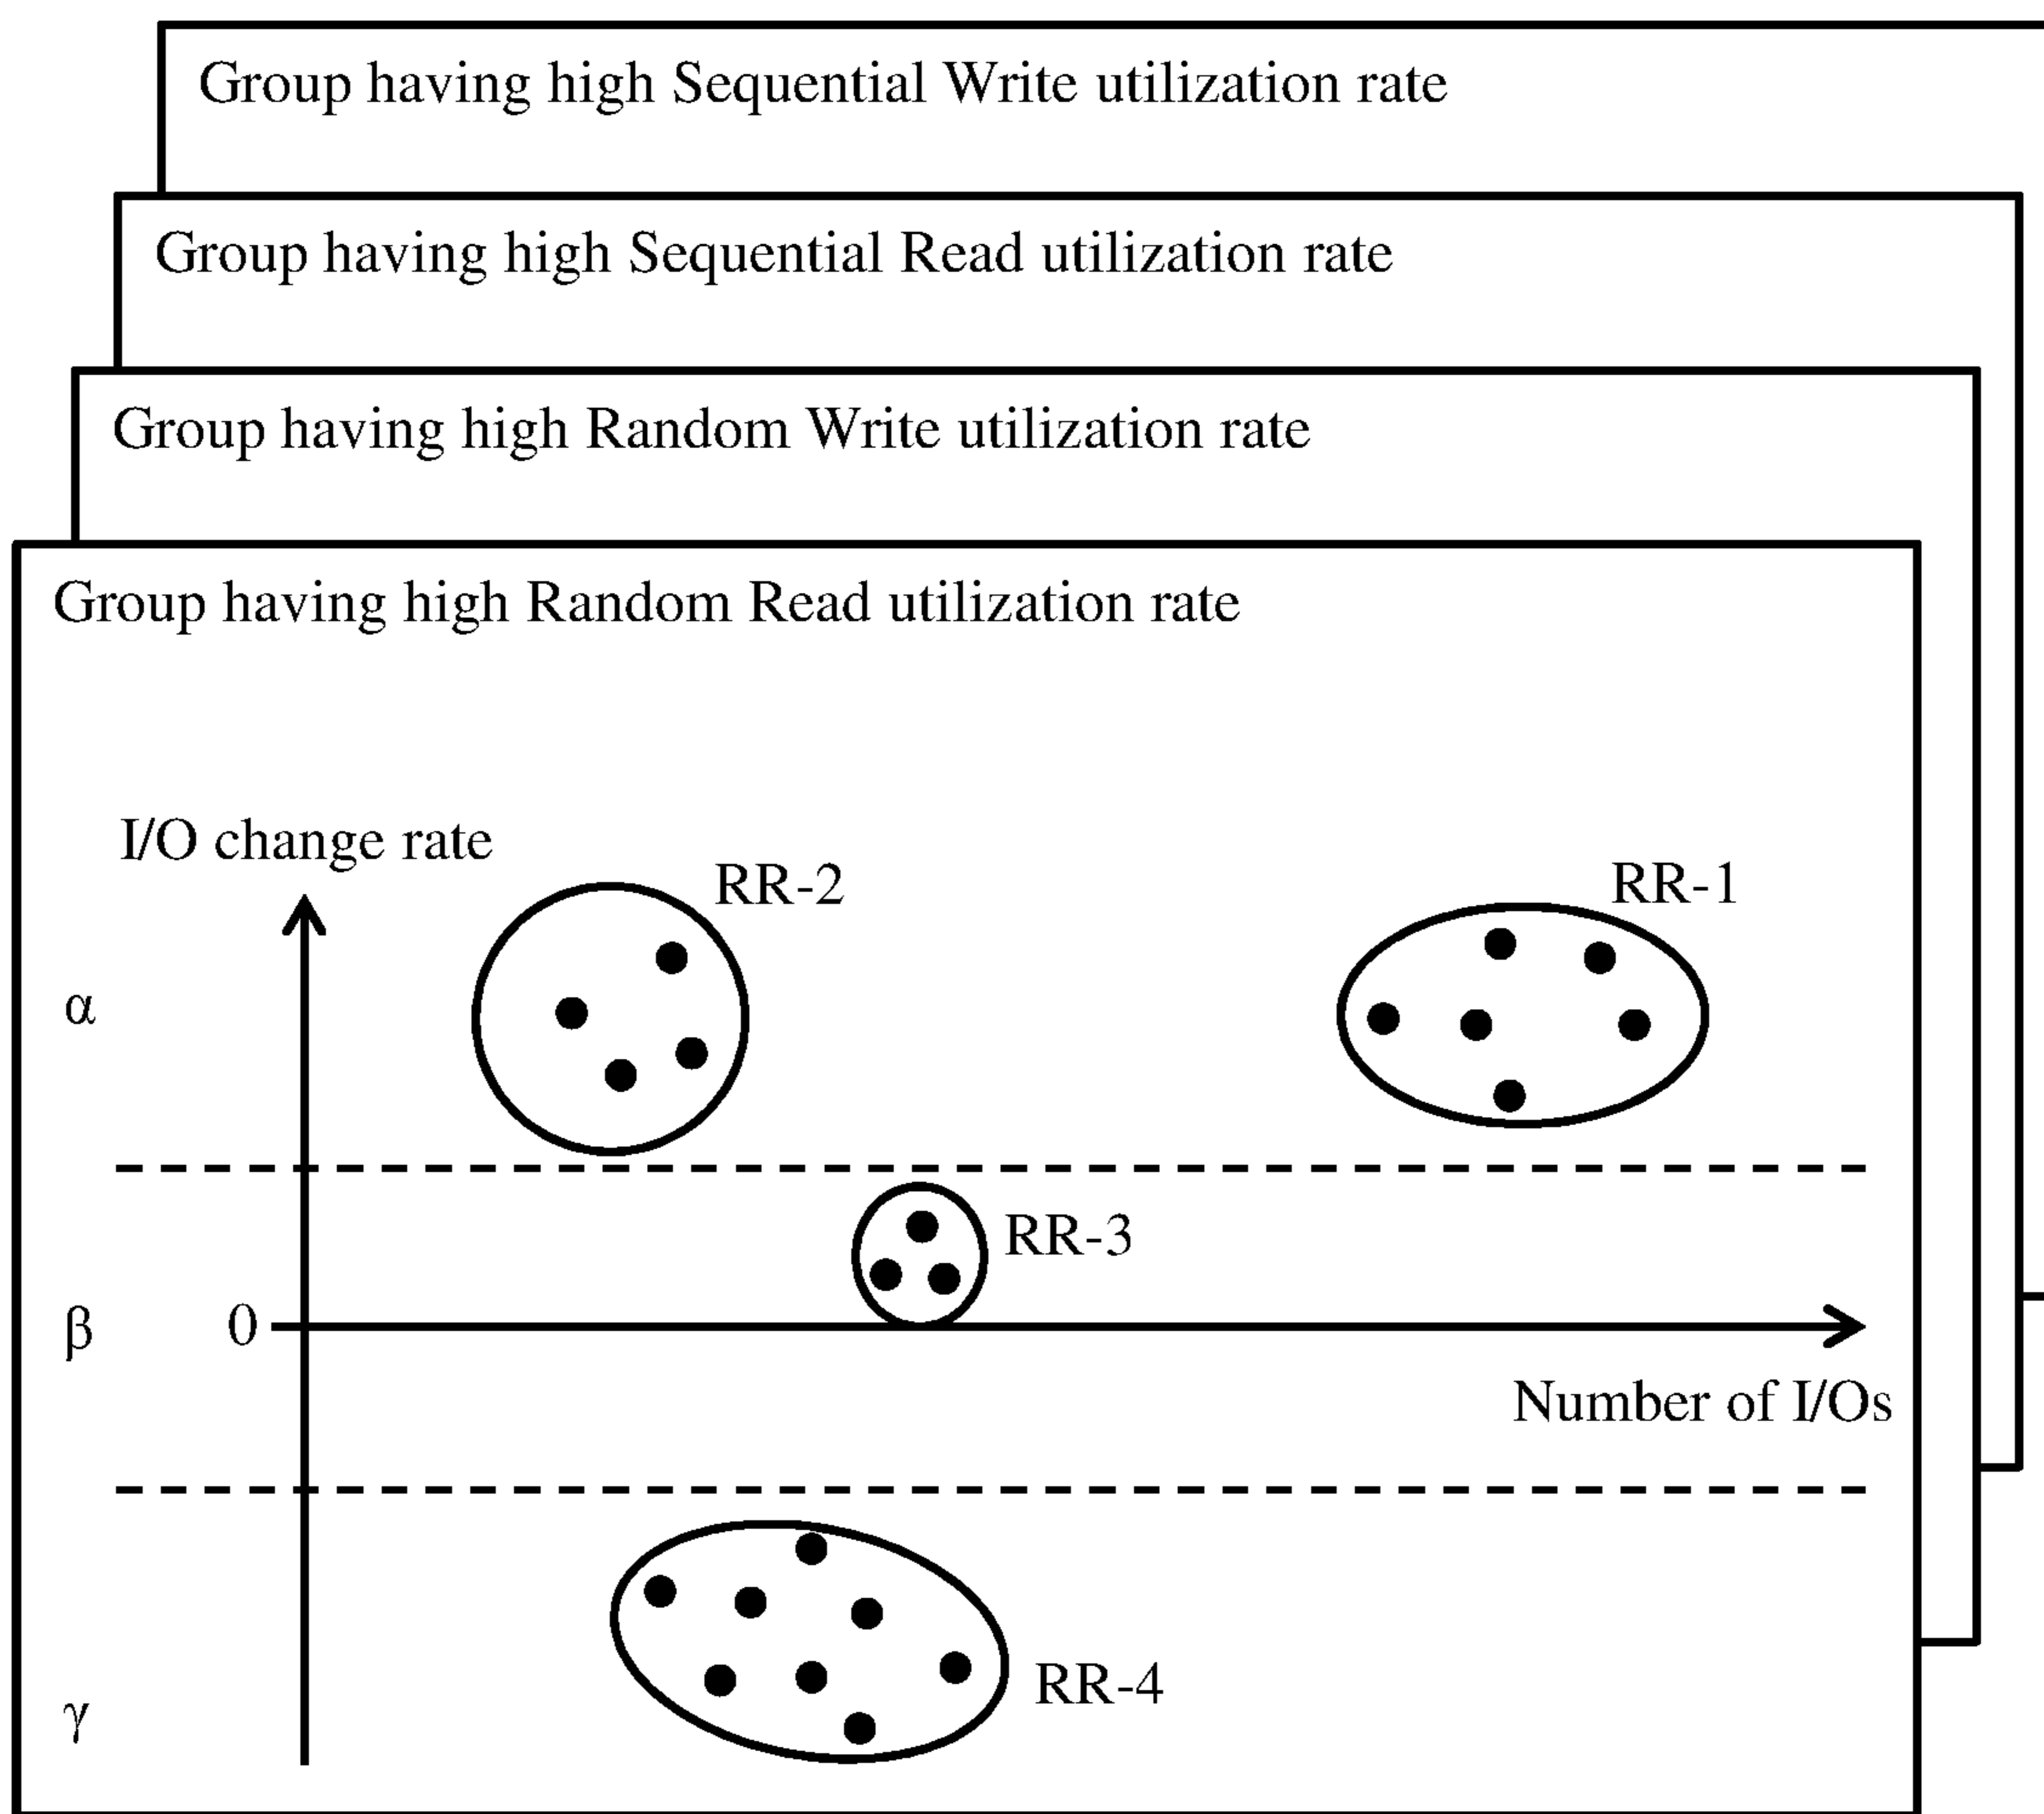 Group having high Sequential Write utilization rate
Group having high Sequential Read utilization rate
Group having high Random Write utilization rate
Group having high Random Read utilization rate
I/O change rate
RR-2
RR-1
α
RR-3
β
0
Number of I/Os
RR-4
γ